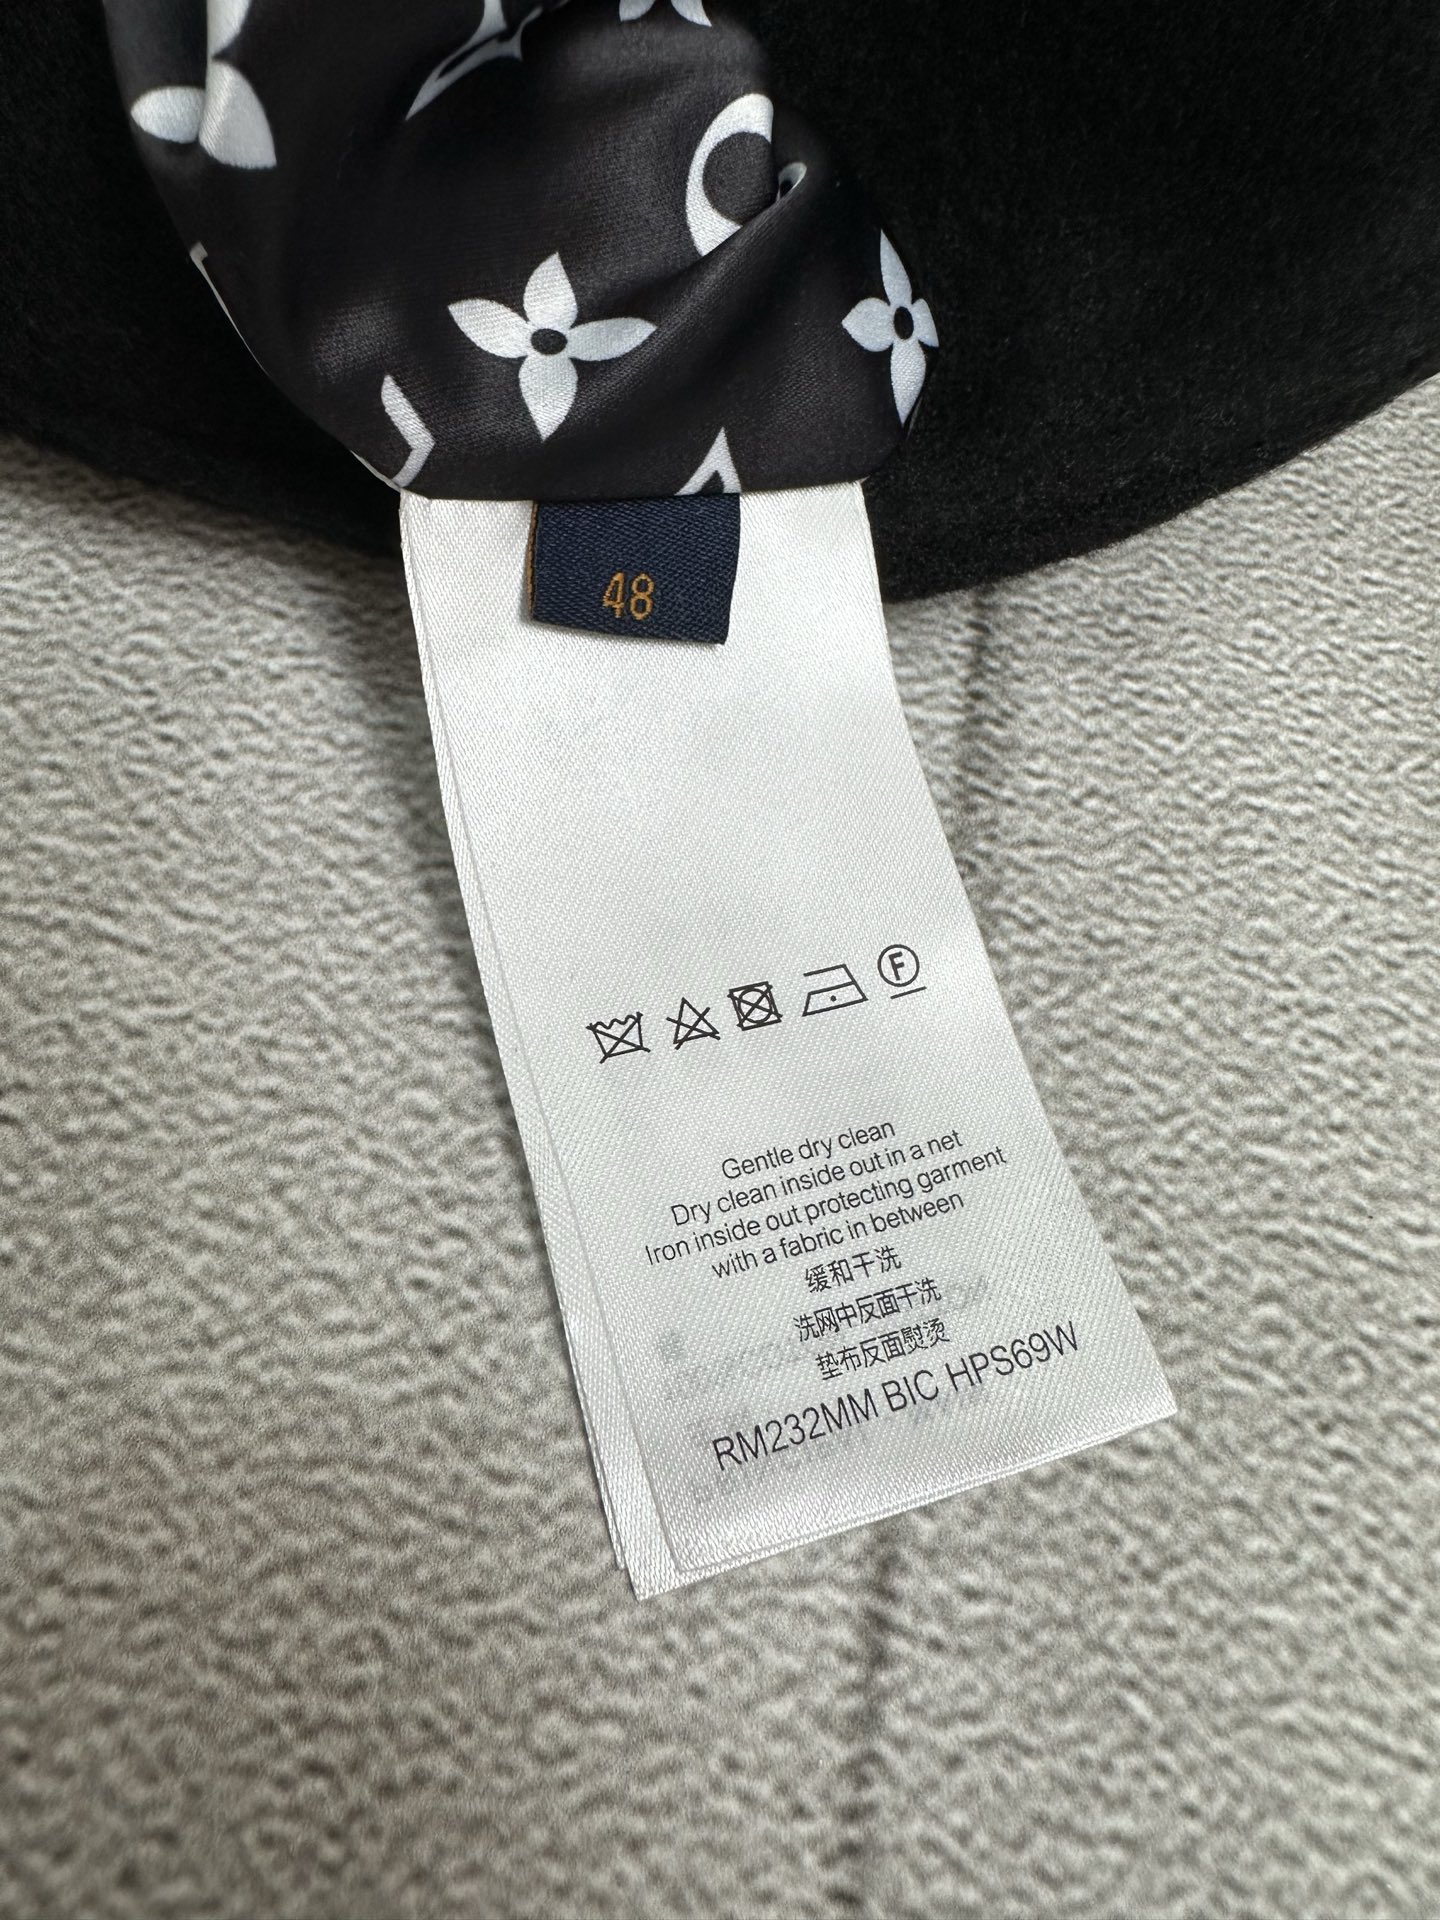 48
F
Gentle dry clean
Dry clean inside out in a net
Iron inside out protecting garment
with a fabric in between
缓和干洗
洗网中反面干洗
垫布反面熨烫
RM232MM BIC HPS69W